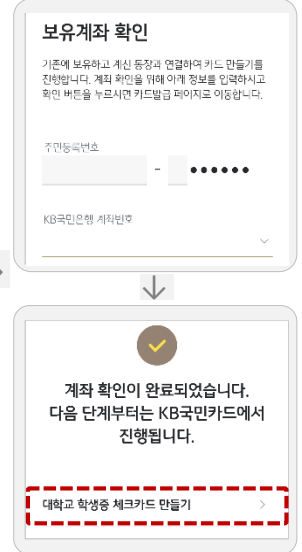 보유계좌 확인
기존에 보유하고 계신 통장과 연결하여 카드 만들기를
진행합니다. 계좌 확인을 위해 아래 정보를 입력하시고
확인 버튼을 누르시면 카드발급 페이지로 이동합니다.
주민등록번호
- ●●●●●●
KB국민은행 계좌번호
계좌 확인이 완료되었습니다.
다음 단계부터는 KB국민카드에서
진행됩니다.
대학교 학생증 체크카드 만들기